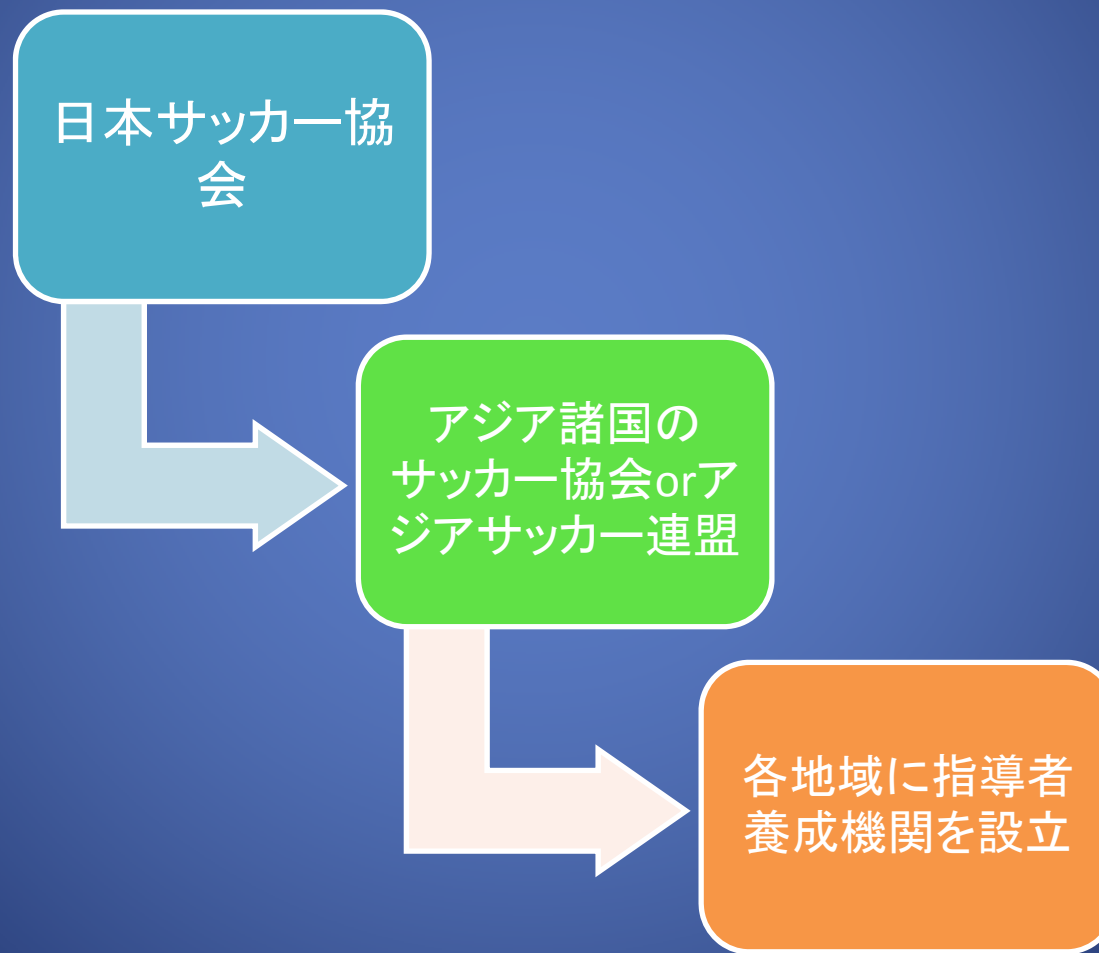 日本サッカー協
会
アジア諸国の
サッカー協会orア
ジアサッカー連盟
各地域に指導者
養成機関を設立